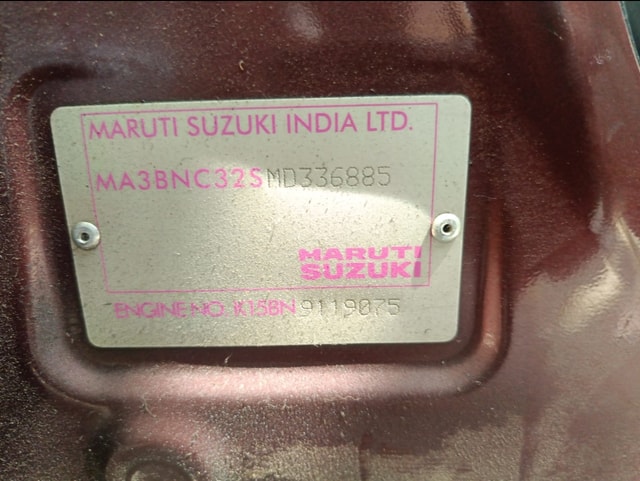 MARUTI SUZUKI INDIA LTD.
MA3BNC32SMD336885
MARUTI
SUZUKI
ENGINE NO. K15BN9119075